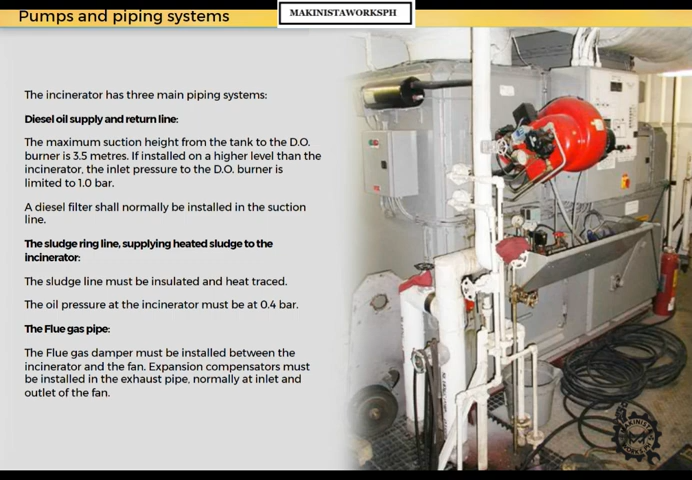 Pumps and piping systems
MAKINISTAWORKSPH
The incinerator has three main piping systems:
Diesel oil supply and return line:
The maximum suction height from the tank to the D.O.
burner is 3.5 metres. If installed on a higher level than the
incinerator, the inlet pressure to the D.O. burner is
limited to 1.0 bar.
A diesel filter shall normally be installed in the suction
line.
The sludge ring line, supplying heated sludge to the
incinerator:
The sludge line must be insulated and heat traced.
The oil pressure at the incinerator must be at 0.4 bar.
The Flue gas pipe:
The Flue gas damper must be installed between the
incinerator and the fan. Expansion compensators must
be installed in the exhaust pipe, normally at inlet and
outlet of the fan.
MAKINISTA
WORKS PH